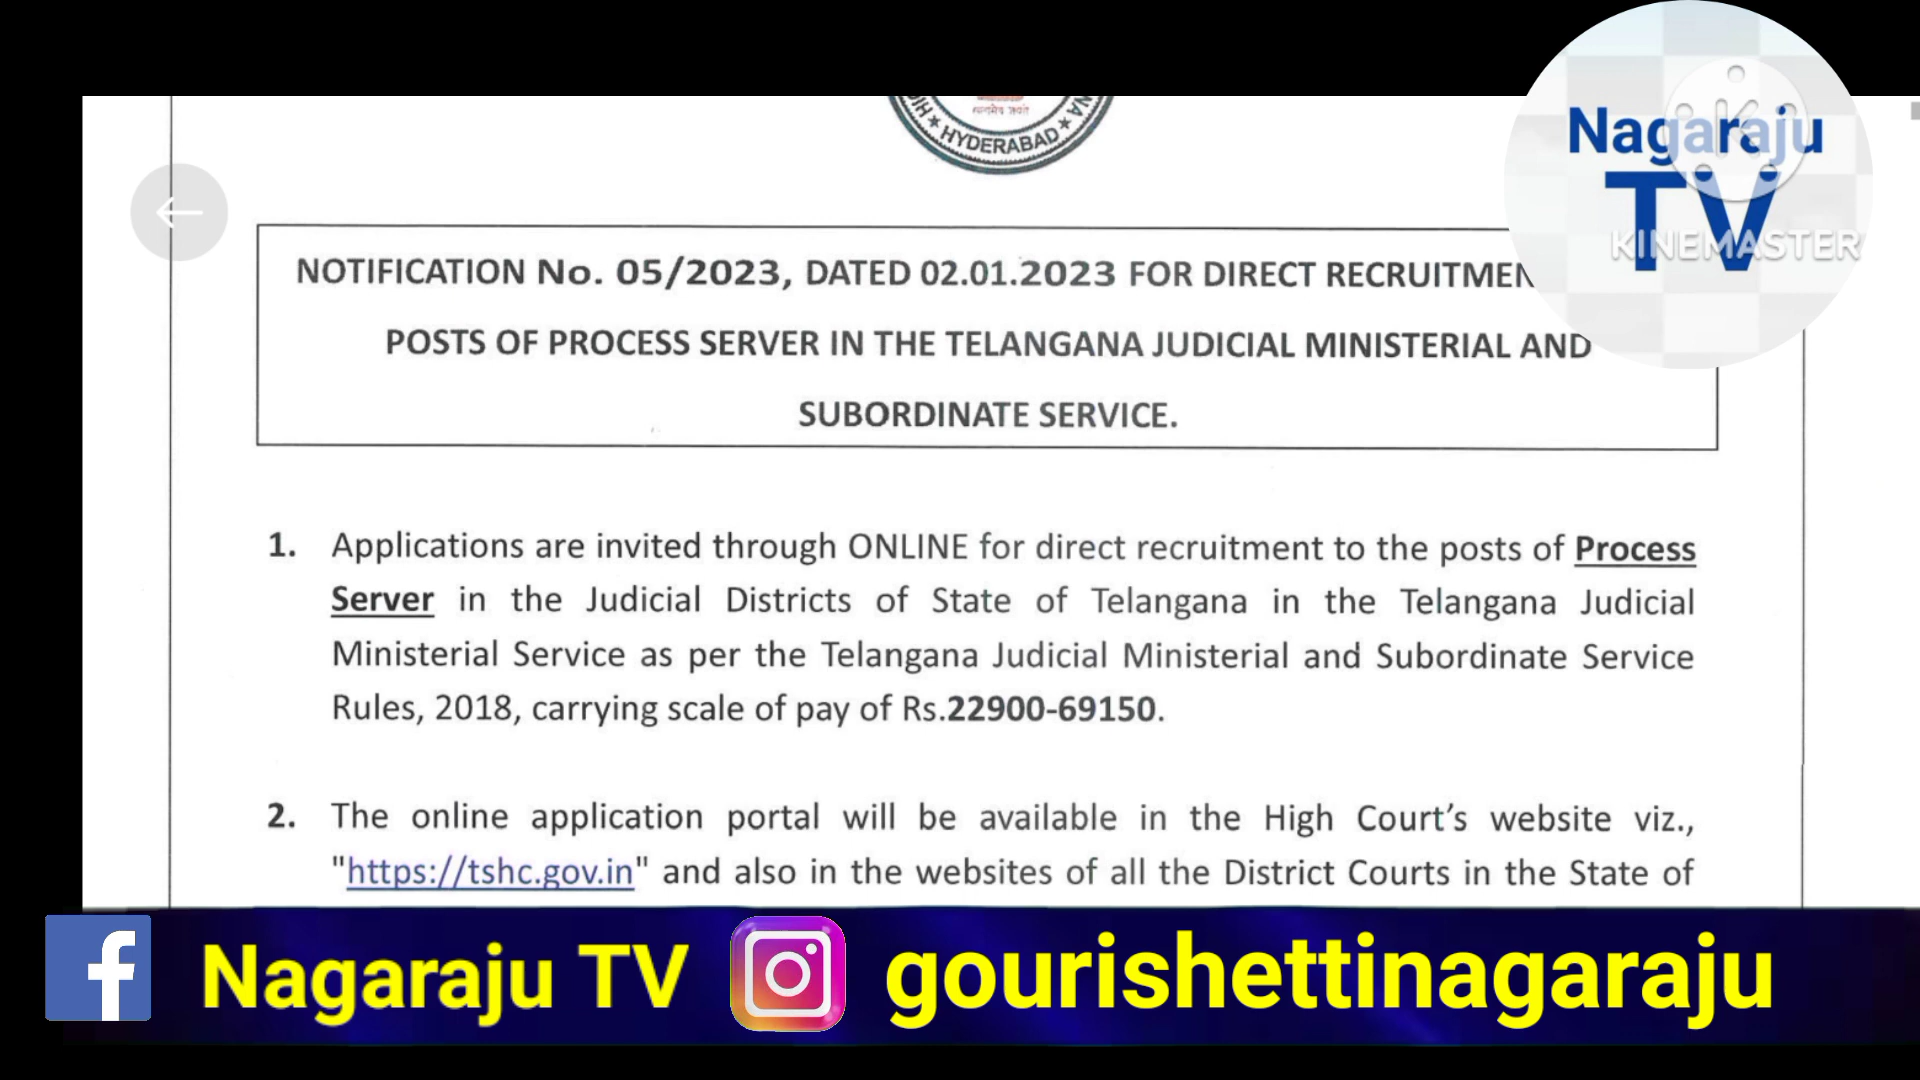 HYDERABAD
Nagaraju
TV
KINEMASTER
NOTIFICATION No. 05/2023, DATED 02.01.2023 FOR DIRECT RECRUITMEN
POSTS OF PROCESS SERVER IN THE TELANGANA JUDICIAL MINISTERIAL AND
SUBORDINATE SERVICE.
1. Applications are invited through ONLINE for direct recruitment to the posts of Process
Server in the Judicial Districts of State of Telangana in the Telangana Judicial
Ministerial Service as per the Telangana Judicial Ministerial and Subordinate Service
Rules, 2018, carrying scale of pay of Rs.22900-69150.
2. The online application portal will be available in the High Court’s website viz.,
"https://tshc.gov.in" and also in the websites of all the District Courts in the State of
Nagaraju TV gourishettinagaraju